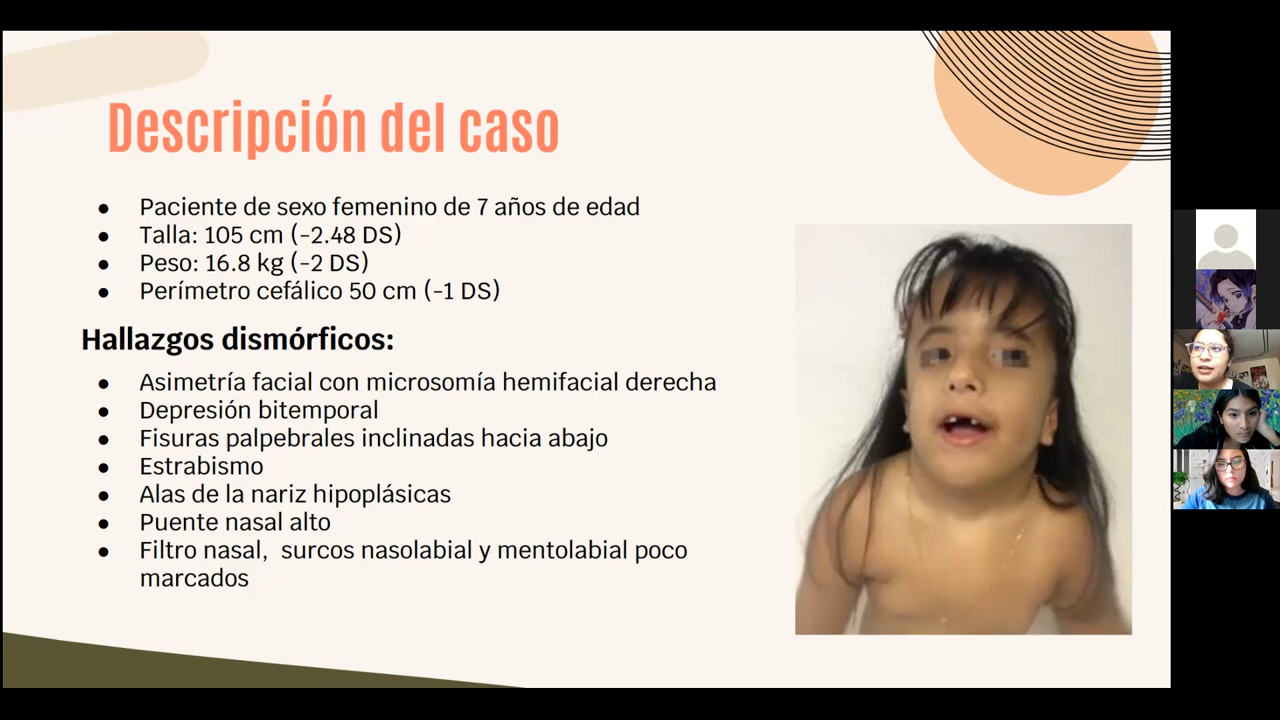 Descripción del caso
● Paciente de sexo femenino de 7 años de edad
● Talla: 105 cm (-2.48 DS)
● Peso: 16.8 kg (-2 DS)
● Perímetro cefálico 50 cm (-1 DS)
Hallazgos dismórficos:
● Asimetría facial con microsomía hemifacial derecha
● Depresión bitemporal
● Fisuras palpebrales inclinadas hacia abajo
● Estrabismo
● Alas de la nariz hipoplásicas
● Puente nasal alto
● Filtro nasal,  surcos nasolabial y mentolabial poco
marcados